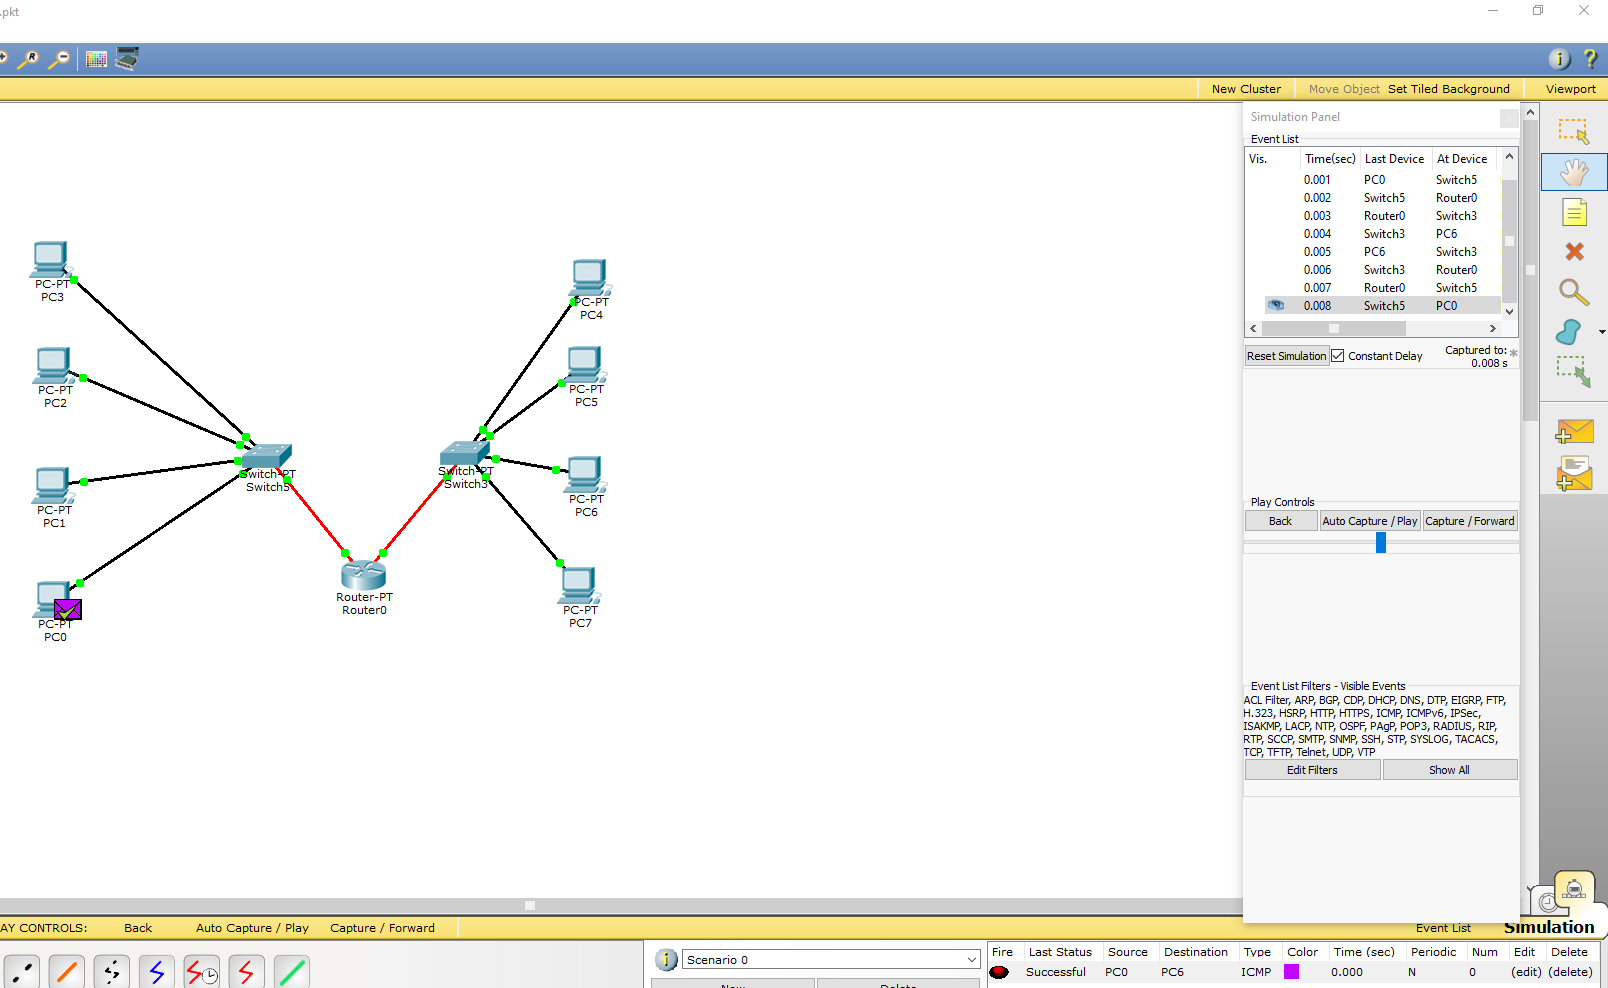 .pkt
New Cluster Move Object Set Tiled Background Viewport
Simulation Panel
Event List
Vis. Time(sec) Last Device At Device
0.001 PC0 Switch5
0.002 Switch5 Router0
0.003 Router0 Switch3
0.004 Switch3 PC6
0.005 PC6 Switch3
0.006 Switch3 Router0
0.007 Router0 Switch5
0.008 Switch5 PC0
Reset Simulation Constant Delay Captured to:
0.008 s
*
Play Controls
Back Auto Capture / Play Capture / Forward
Event List Filters - Visible Events
ACL Filter, ARP, BGP, CDP, DHCP, DNS, DTP, EIGRP, FTP,
H.323, HSRP, HTTP, HTTPS, ICMP, ICMPv6, IPSec,
ISAKMP, LACP, NTP, OSPF, PAgP, POP3, RADIUS, RIP,
RTP, SCCP, SMTP, SNMP, SSH, STP, SYSLOG, TACACS,
TCP, TFTP, Telnet, UDP, VTP
Edit Filters Show All
PC-PT
PC3
PC-PT
PC2
PC-PT
PC1
PC-PT
PC0
Switch-PT
Switch5
Router-PT
Router0
Switch-PT
Switch3
PC-PT
PC4
PC-PT
PC5
PC-PT
PC6
PC-PT
PC7
AY CONTROLS: Back Auto Capture / Play Capture / Forward Event List Simulation
Scenario 0
New Delete
Fire Last Status Source Destination Type Color Time (sec) Periodic Num Edit Delete
Successful PC0 PC6 ICMP 0.000 N 0 (edit) (delete)